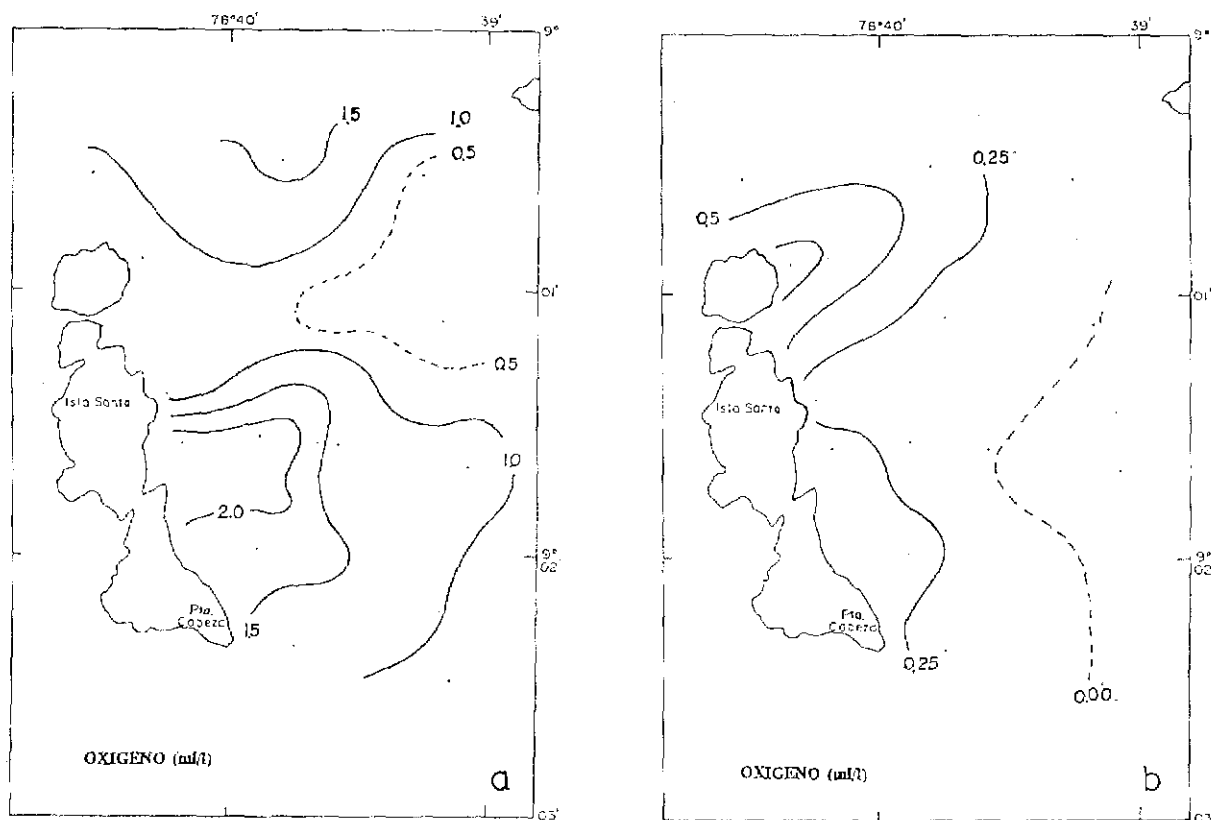 78°40'
39'
9°
1,5
1,0
0,5
01'
0,5
Isla Santa
1,0
2.0
9°
02'
Pta.
Cabeza
1,5
OXIGENO (ml/l)
a
03'
78°40'
39'
9°
0,25
0,5
01'
Isla Santa
9°
02'
Pta.
Cabeza
0,25
0.00
OXIGENO (ml/l)
b
03'